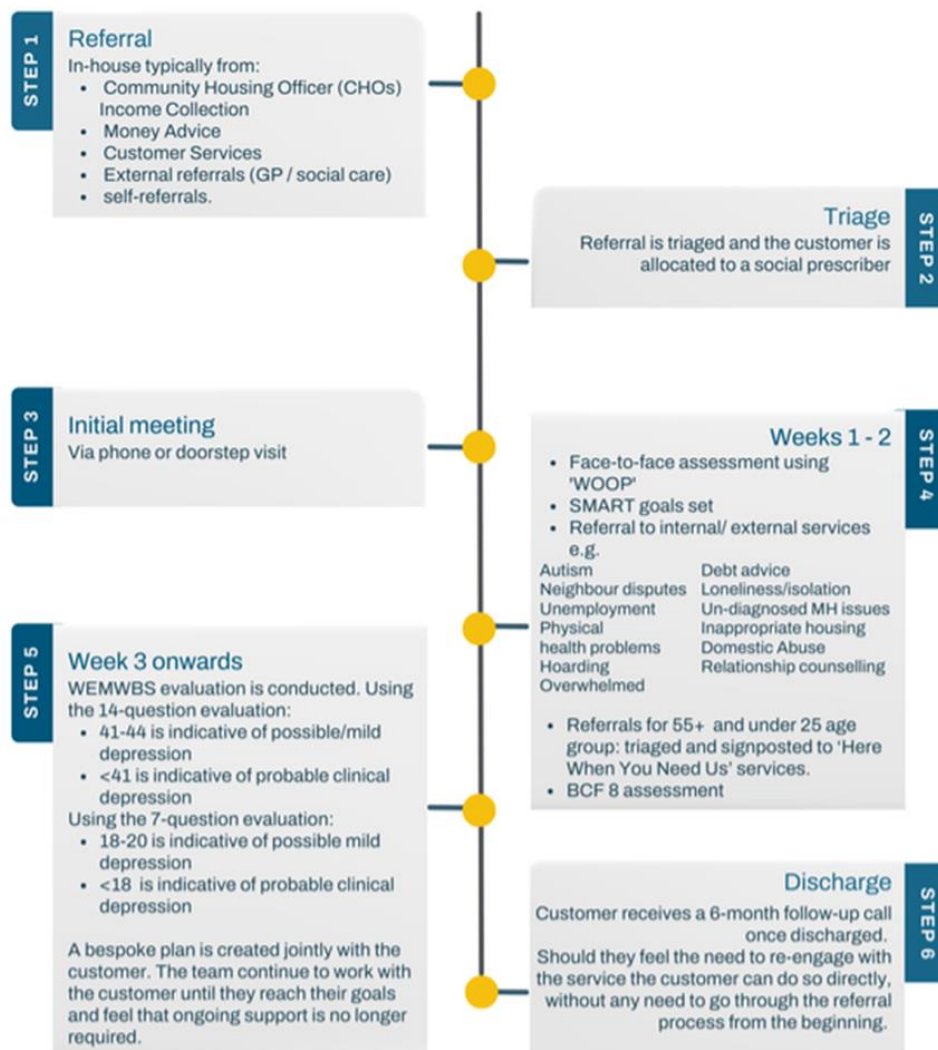 STEP 1
Referral
In-house typically from:
• Community Housing Officer (CHOs)
Income Collection
• Money Advice
• Customer Services
• External referrals (GP / social care)
• self-referrals.
STEP 2
Triage
Referral is triaged and the customer is
allocated to a social prescriber
STEP 3
Initial meeting
Via phone or doorstep visit
STEP 4
Weeks 1 - 2
• Face-to-face assessment using
'WOOP'
• SMART goals set
• Referral to internal/ external services
e.g.
Autism
Neighbour disputes
Unemployment
Physical
health problems
Hoarding
Overwhelmed
Debt advice
Loneliness/isolation
Un-diagnosed MH issues
Inappropriate housing
Domestic Abuse
Relationship counselling
• Referrals for 55+ and under 25 age
group: triaged and signposted to 'Here
When You Need Us' services.
• BCF 8 assessment
STEP 5
Week 3 onwards
WEMWBS evaluation is conducted. Using
the 14-question evaluation:
• 41-44 is indicative of possible/mild
depression
• <41 is indicative of probable clinical
depression
Using the 7-question evaluation:
• 18-20 is indicative of possible mild
depression
• <18 is indicative of probable clinical
depression
A bespoke plan is created jointly with the
customer. The team continue to work with
the customer until they reach their goals
and feel that ongoing support is no longer
required.
STEP 6
Discharge
Customer receives a 6-month follow-up call
once discharged.
Should they feel the need to re-engage with
the service the customer can do so directly,
without any need to go through the referral
process from the beginning.